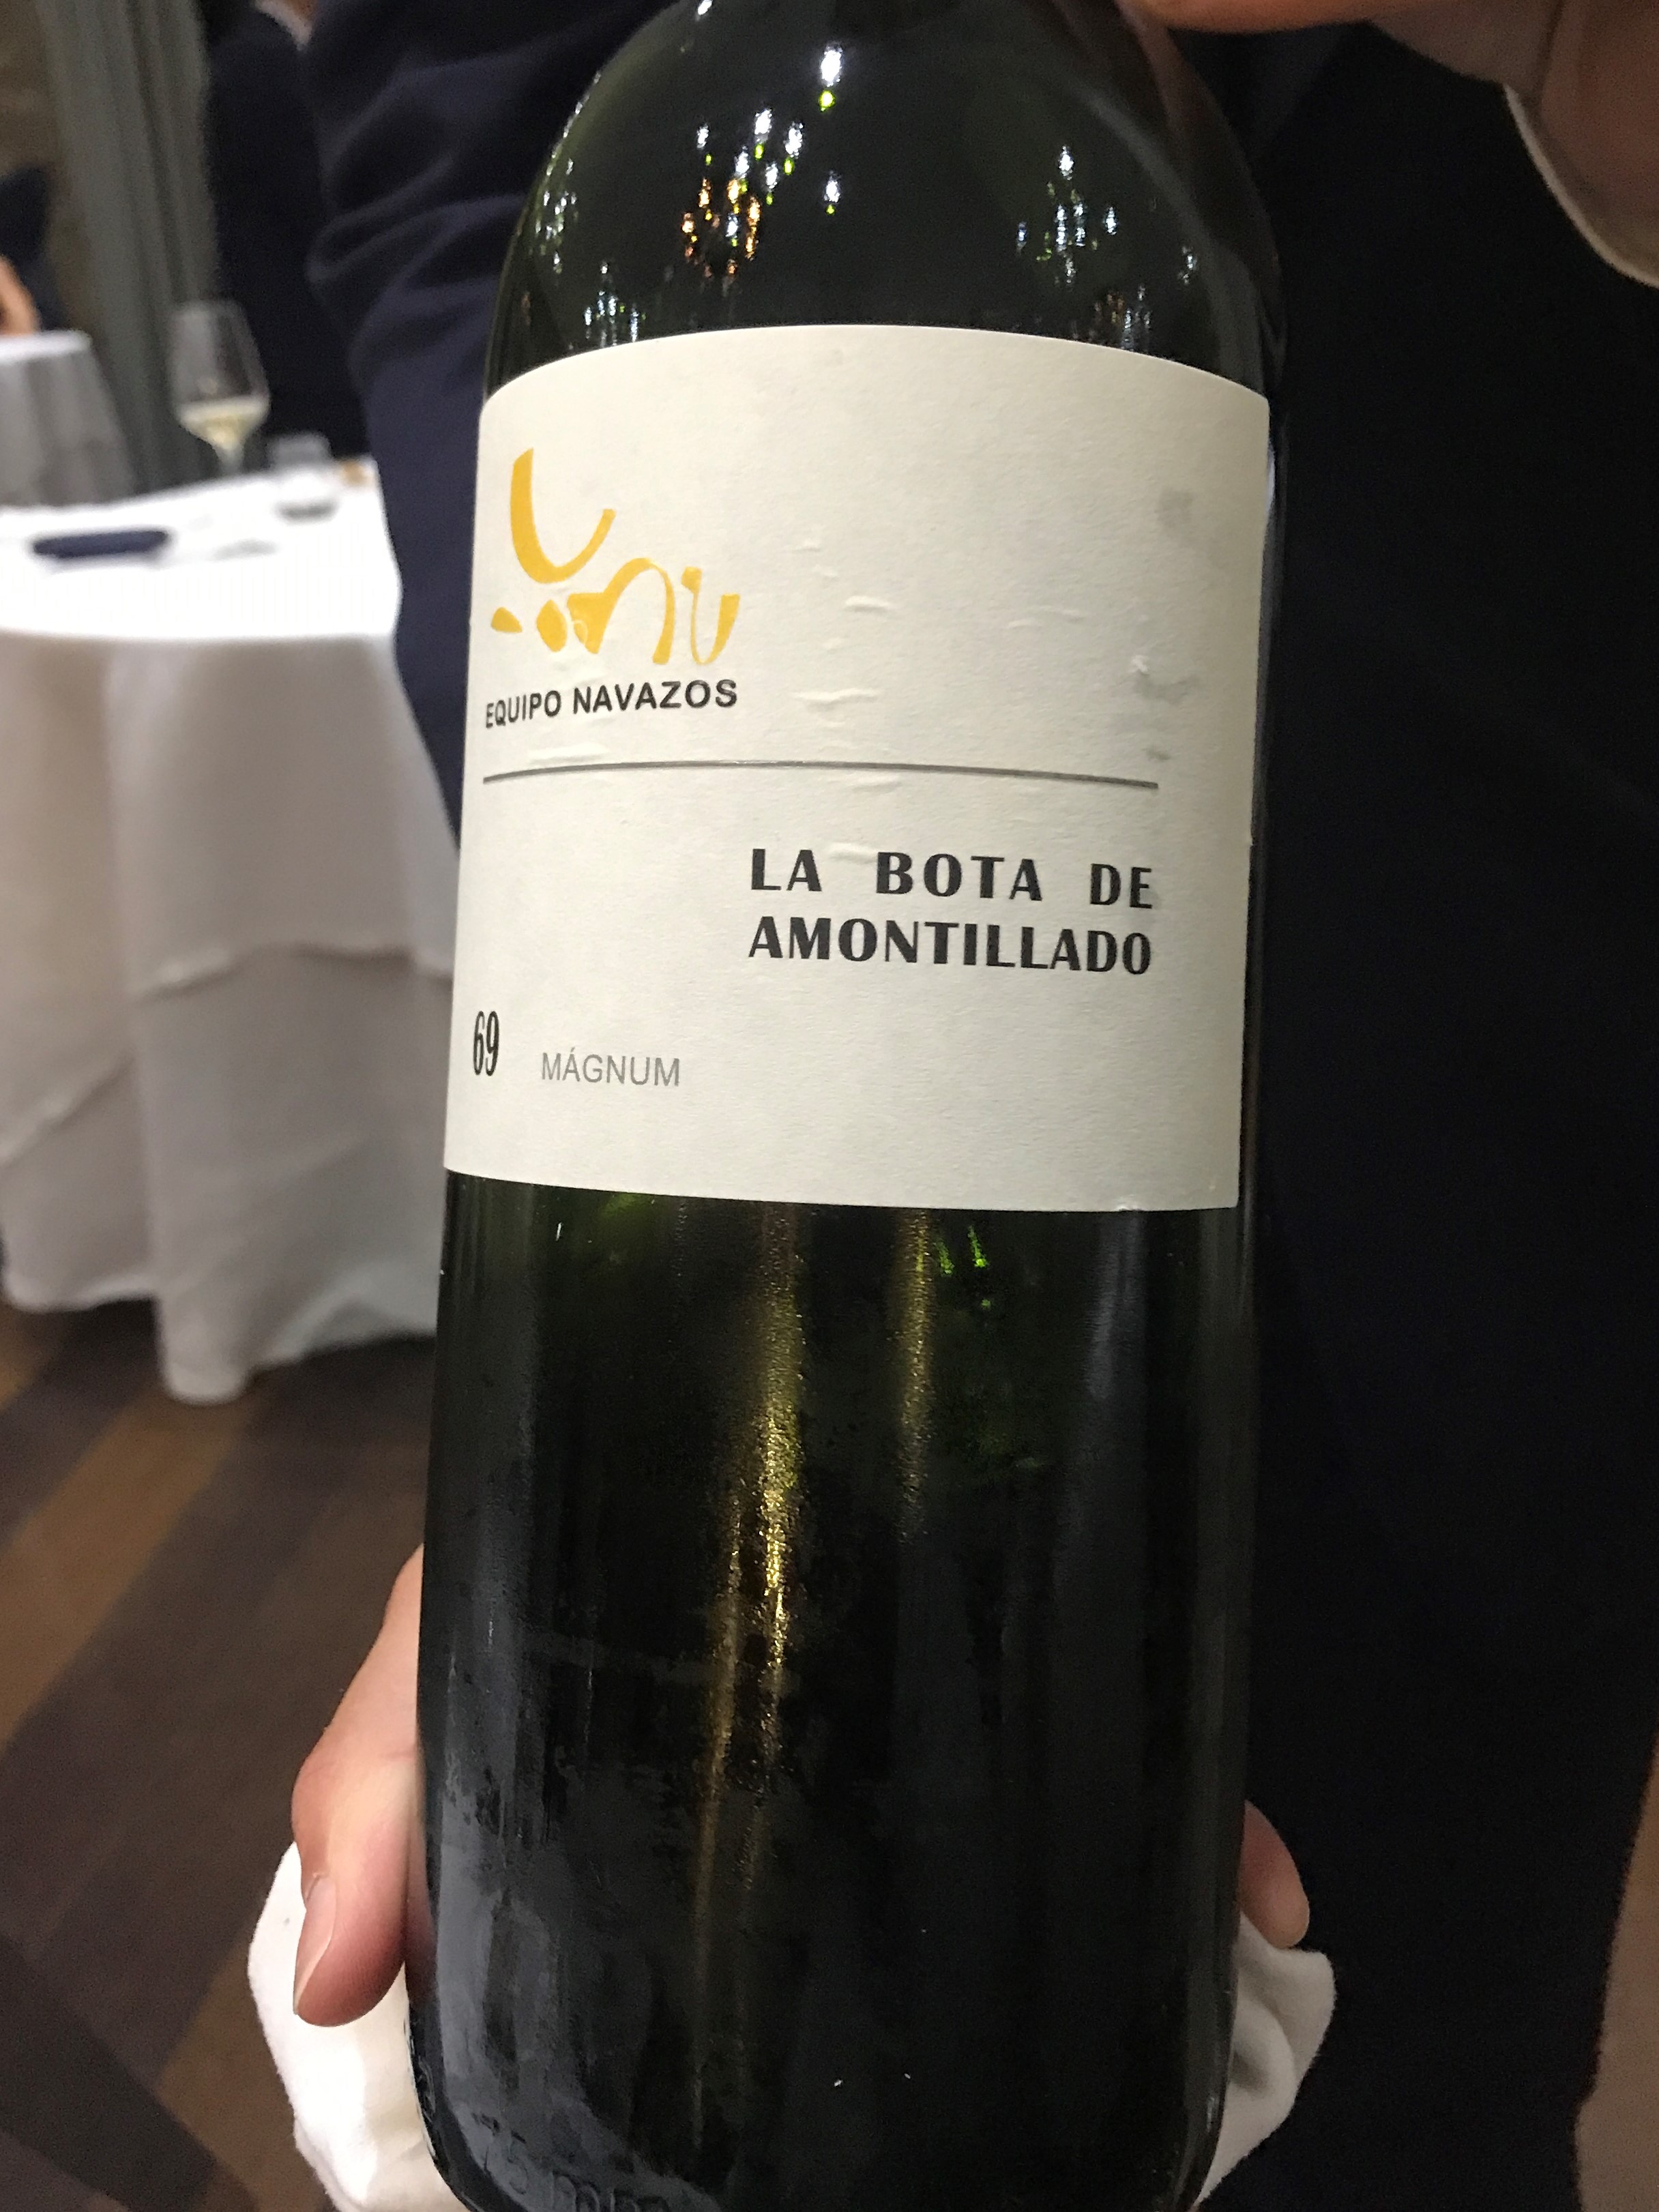 EQUIPO NAVAZOS
LA BOTA DE
AMONTILLADO
69 MÁGNUM